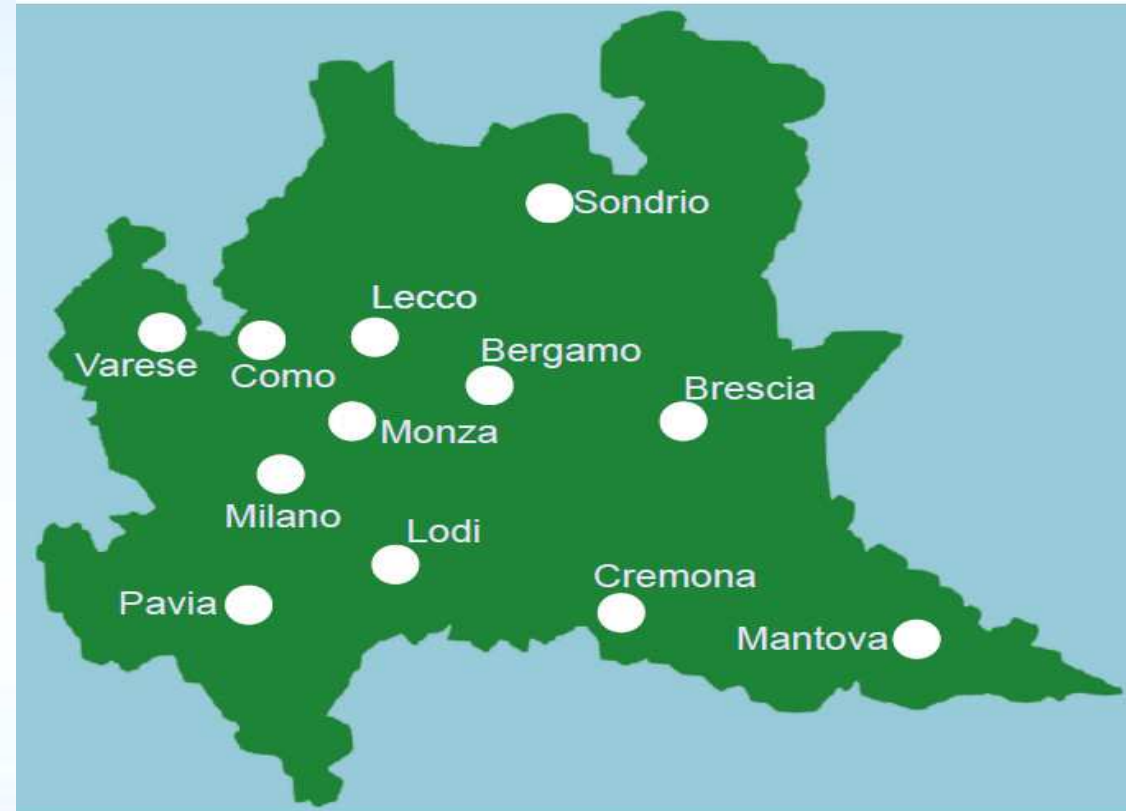 Sondrio
Lecco
Bergamo
Varese
Como
Brescia
Monza
Milano
Lodi
Cremona
Pavia
Mantova